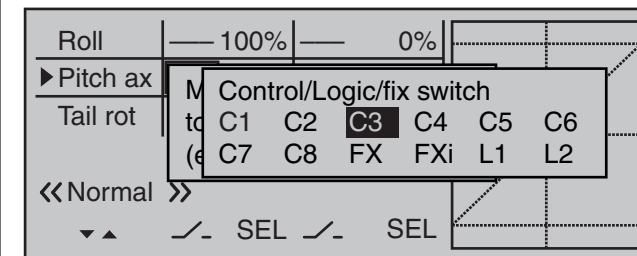 Roll ––– 100% ––– 0%
Pitch ax
Tail rot
M
to
(e
Control/Logic/fix switch
C1 C2 C3 C4 C5 C6
C7 C8 FX FXi L1 L2
«Normal »
SEL SEL